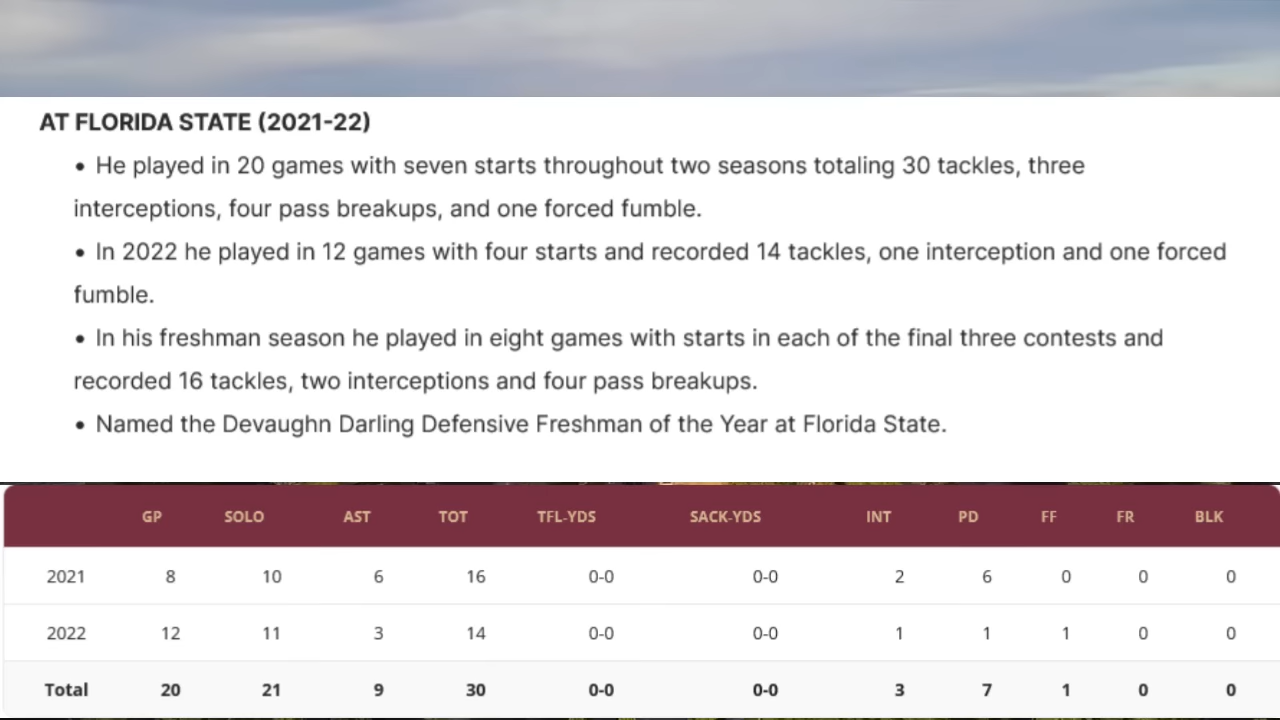 AT FLORIDA STATE (2021-22)
• He played in 20 games with seven starts throughout two seasons totaling 30 tackles, three
interceptions, four pass breakups, and one forced fumble.
• In 2022 he played in 12 games with four starts and recorded 14 tackles, one interception and one forced
fumble.
• In his freshman season he played in eight games with starts in each of the final three contests and
recorded 16 tackles, two interceptions and four pass breakups.
• Named the Devaughn Darling Defensive Freshman of the Year at Florida State.
GP SOLO AST TOT TFL-YDS SACK-YDS INT PD FF FR BLK
2021 8 10 6 16 0-0 0-0 2 6 0 0 0
2022 12 11 3 14 0-0 0-0 1 1 1 0 0
Total 20 21 9 30 0-0 0-0 3 7 1 0 0